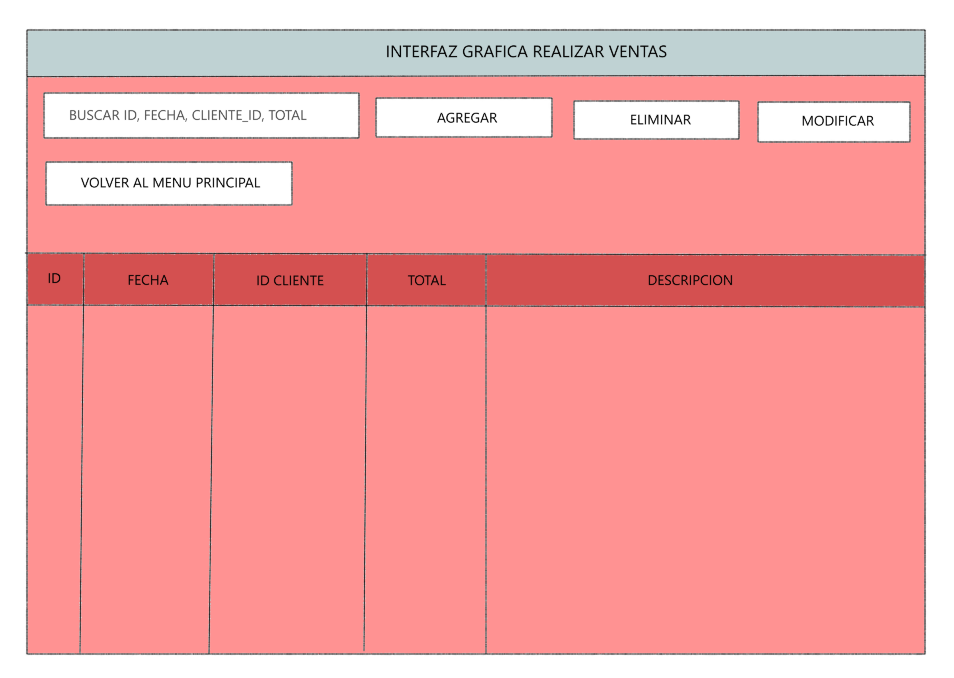 INTERFAZ GRAFICA REALIZAR VENTAS
BUSCAR ID, FECHA, CLIENTE_ID, TOTAL
AGREGAR
ELIMINAR
MODIFICAR
VOLVER AL MENU PRINCIPAL
ID
FECHA
ID CLIENTE
TOTAL
DESCRIPCION